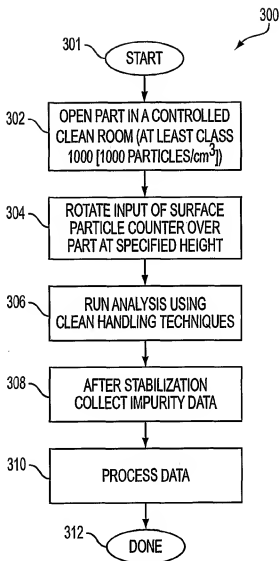 300
301
START
302
OPEN PART IN A CONTROLLED
CLEAN ROOM (AT LEAST CLASS
1000 [1000 PARTICLES/cm3])
304
ROTATE INPUT OF SURFACE
PARTICLE COUNTER OVER
PART AT SPECIFIED HEIGHT
306
RUN ANALYSIS USING
CLEAN HANDLING TECHNIQUES
308
AFTER STABILIZATION
COLLECT IMPURITY DATA
310
PROCESS DATA
312
DONE